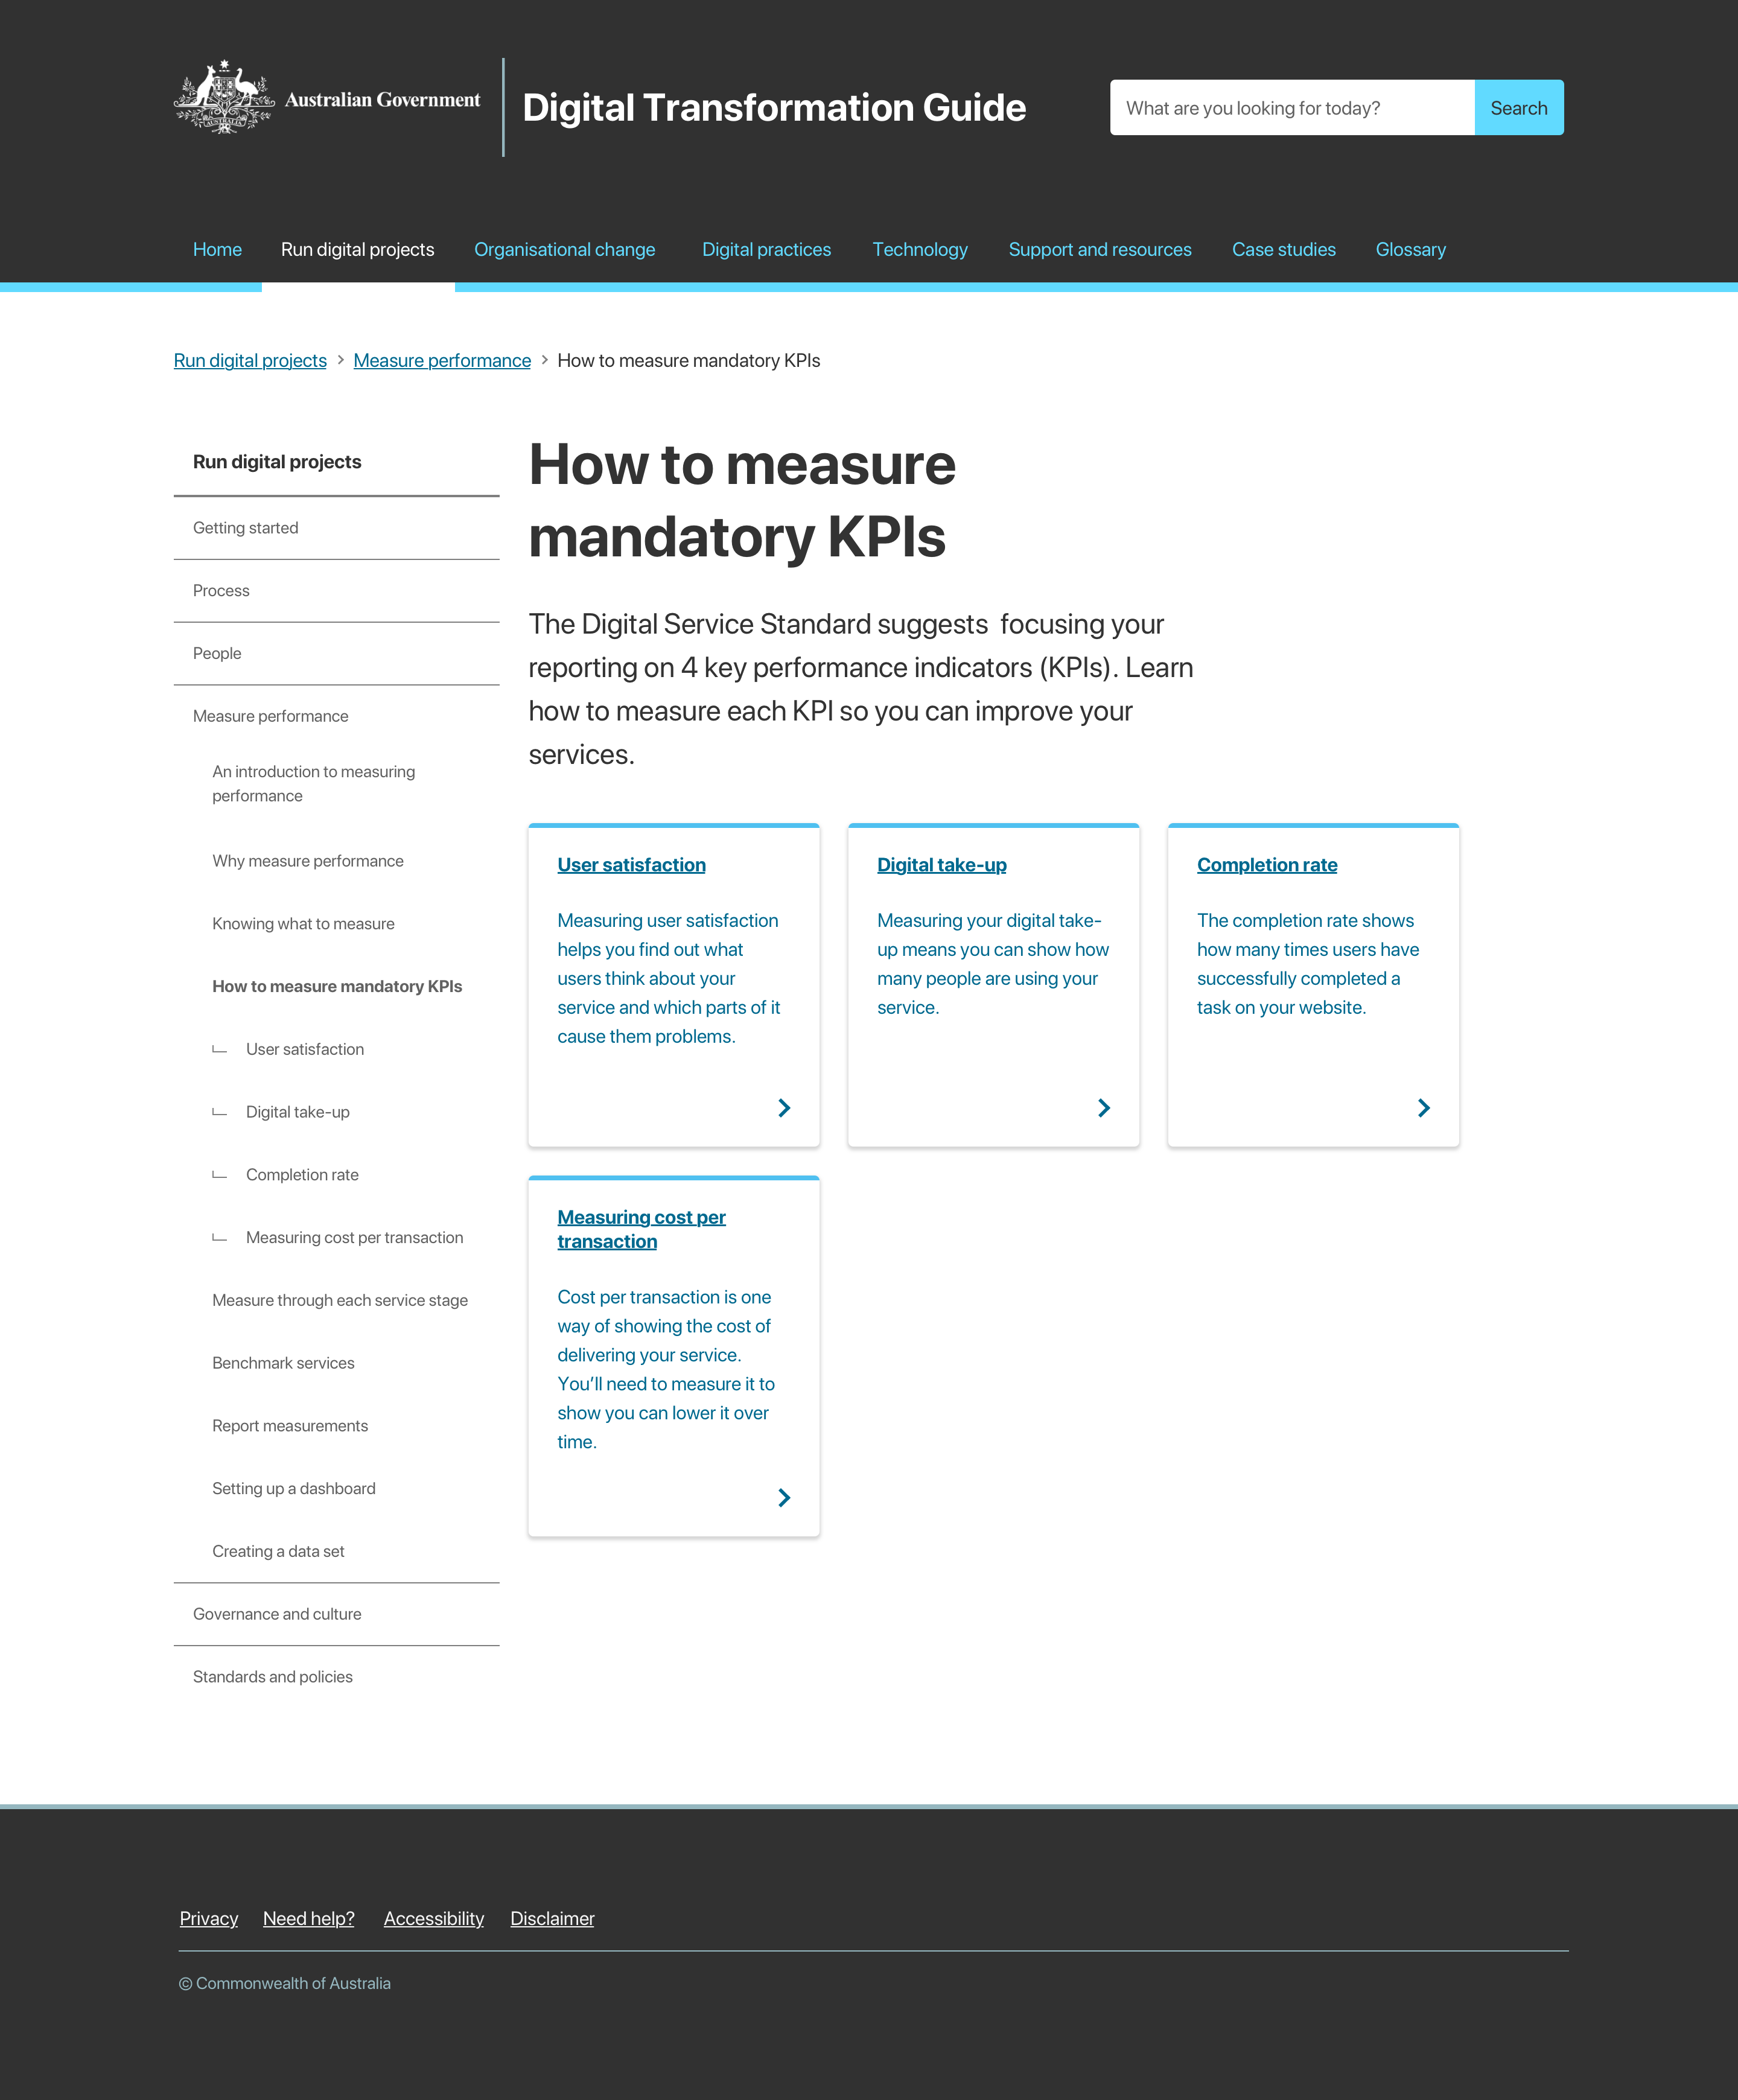 Australian Government
Digital Transformation Guide
What are you looking for today?
Search
Home
Run digital projects
Organisational change
Digital practices
Technology
Support and resources
Case studies
Glossary
Run digital projects
Measure performance
How to measure mandatory KPIs
Run digital projects
Getting started
Process
People
Measure performance
An introduction to measuring
performance
Why measure performance
Knowing what to measure
How to measure mandatory KPIs
User satisfaction
Digital take-up
Completion rate
Measuring cost per transaction
Measure through each service stage
Benchmark services
Report measurements
Setting up a dashboard
Creating a data set
Governance and culture
Standards and policies
How to measure
mandatory KPIs
The Digital Service Standard suggests  focusing your
reporting on 4 key performance indicators (KPIs). Learn
how to measure each KPI so you can improve your
services.
User satisfaction
Measuring user satisfaction
helps you find out what
users think about your
service and which parts of it
cause them problems.
Digital take-up
Measuring your digital take-
up means you can show how
many people are using your
service.
Completion rate
The completion rate shows
how many times users have
successfully completed a
task on your website.
Measuring cost per
transaction
Cost per transaction is one
way of showing the cost of
delivering your service.
You’ll need to measure it to
show you can lower it over
time.
Privacy
Need help?
Accessibility
Disclaimer
© Commonwealth of Australia